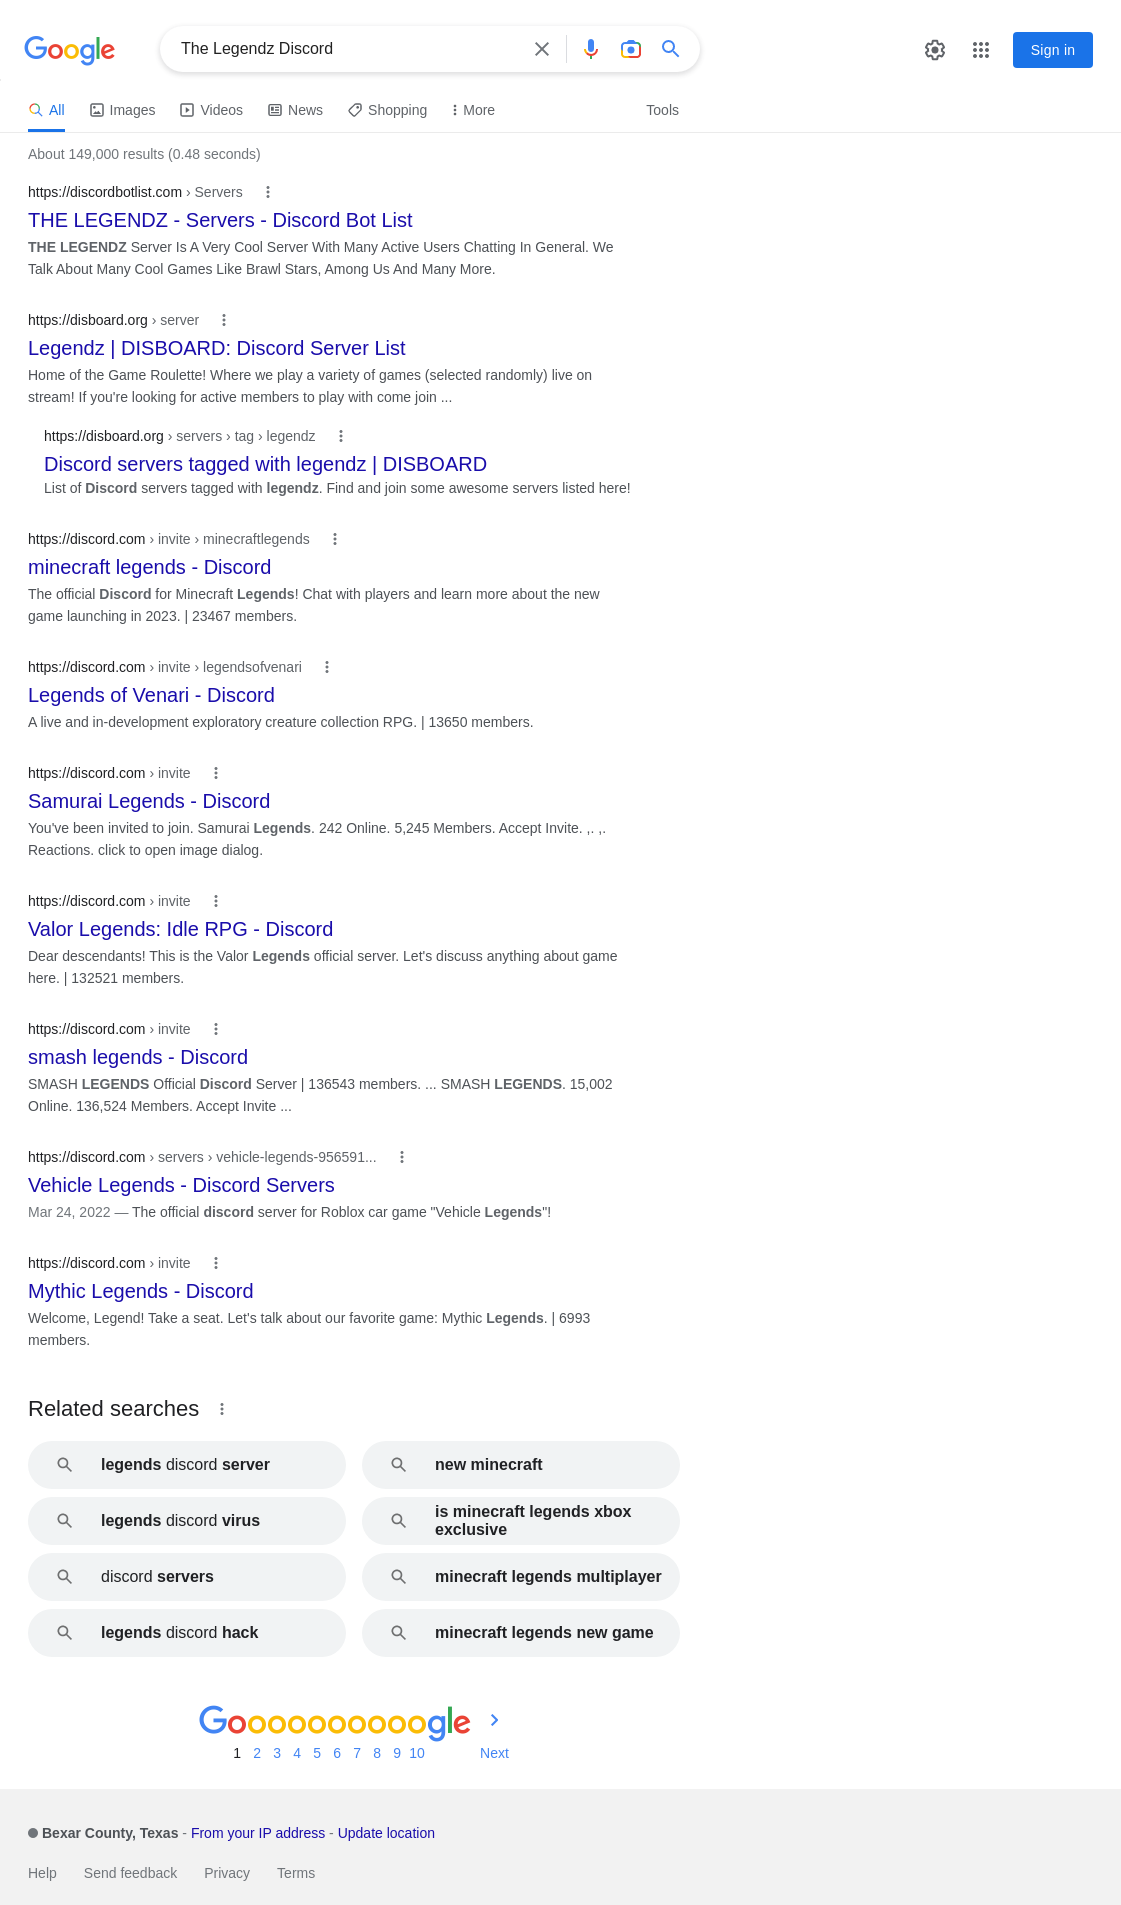 Google
The Legendz Discord
Sign in
All Images Videos News Shopping More Tools
About 149,000 results (0.48 seconds)
https://discordbotlist.com › Servers
THE LEGENDZ - Servers - Discord Bot List
THE LEGENDZ Server Is A Very Cool Server With Many Active Users Chatting In General. We
Talk About Many Cool Games Like Brawl Stars, Among Us And Many More.
https://disboard.org › server
Legendz | DISBOARD: Discord Server List
Home of the Game Roulette! Where we play a variety of games (selected randomly) live on
stream! If you're looking for active members to play with come join ...
https://disboard.org › servers › tag › legendz
Discord servers tagged with legendz | DISBOARD
List of Discord servers tagged with legendz. Find and join some awesome servers listed here!
https://discord.com › invite › minecraftlegends
minecraft legends - Discord
The official Discord for Minecraft Legends! Chat with players and learn more about the new
game launching in 2023. | 23467 members.
https://discord.com › invite › legendsofvenari
Legends of Venari - Discord
A live and in-development exploratory creature collection RPG. | 13650 members.
https://discord.com › invite
Samurai Legends - Discord
You've been invited to join. Samurai Legends. 242 Online. 5,245 Members. Accept Invite. ,. ,.
Reactions. click to open image dialog.
https://discord.com › invite
Valor Legends: Idle RPG - Discord
Dear descendants! This is the Valor Legends official server. Let's discuss anything about game
here. | 132521 members.
https://discord.com › invite
smash legends - Discord
SMASH LEGENDS Official Discord Server | 136543 members. ... SMASH LEGENDS. 15,002
Online. 136,524 Members. Accept Invite ...
https://discord.com › servers › vehicle-legends-956591...
Vehicle Legends - Discord Servers
Mar 24, 2022 — The official discord server for Roblox car game "Vehicle Legends"!
https://discord.com › invite
Mythic Legends - Discord
Welcome, Legend! Take a seat. Let's talk about our favorite game: Mythic Legends. | 6993
members.
Related searches
legends discord server
new minecraft
legends discord virus
is minecraft legends xbox
exclusive
discord servers
minecraft legends multiplayer
legends discord hack
minecraft legends new game
Goooooooooogle
1 2 3 4 5 6 7 8 9 10 Next
Bexar County, Texas - From your IP address - Update location
Help Send feedback Privacy Terms